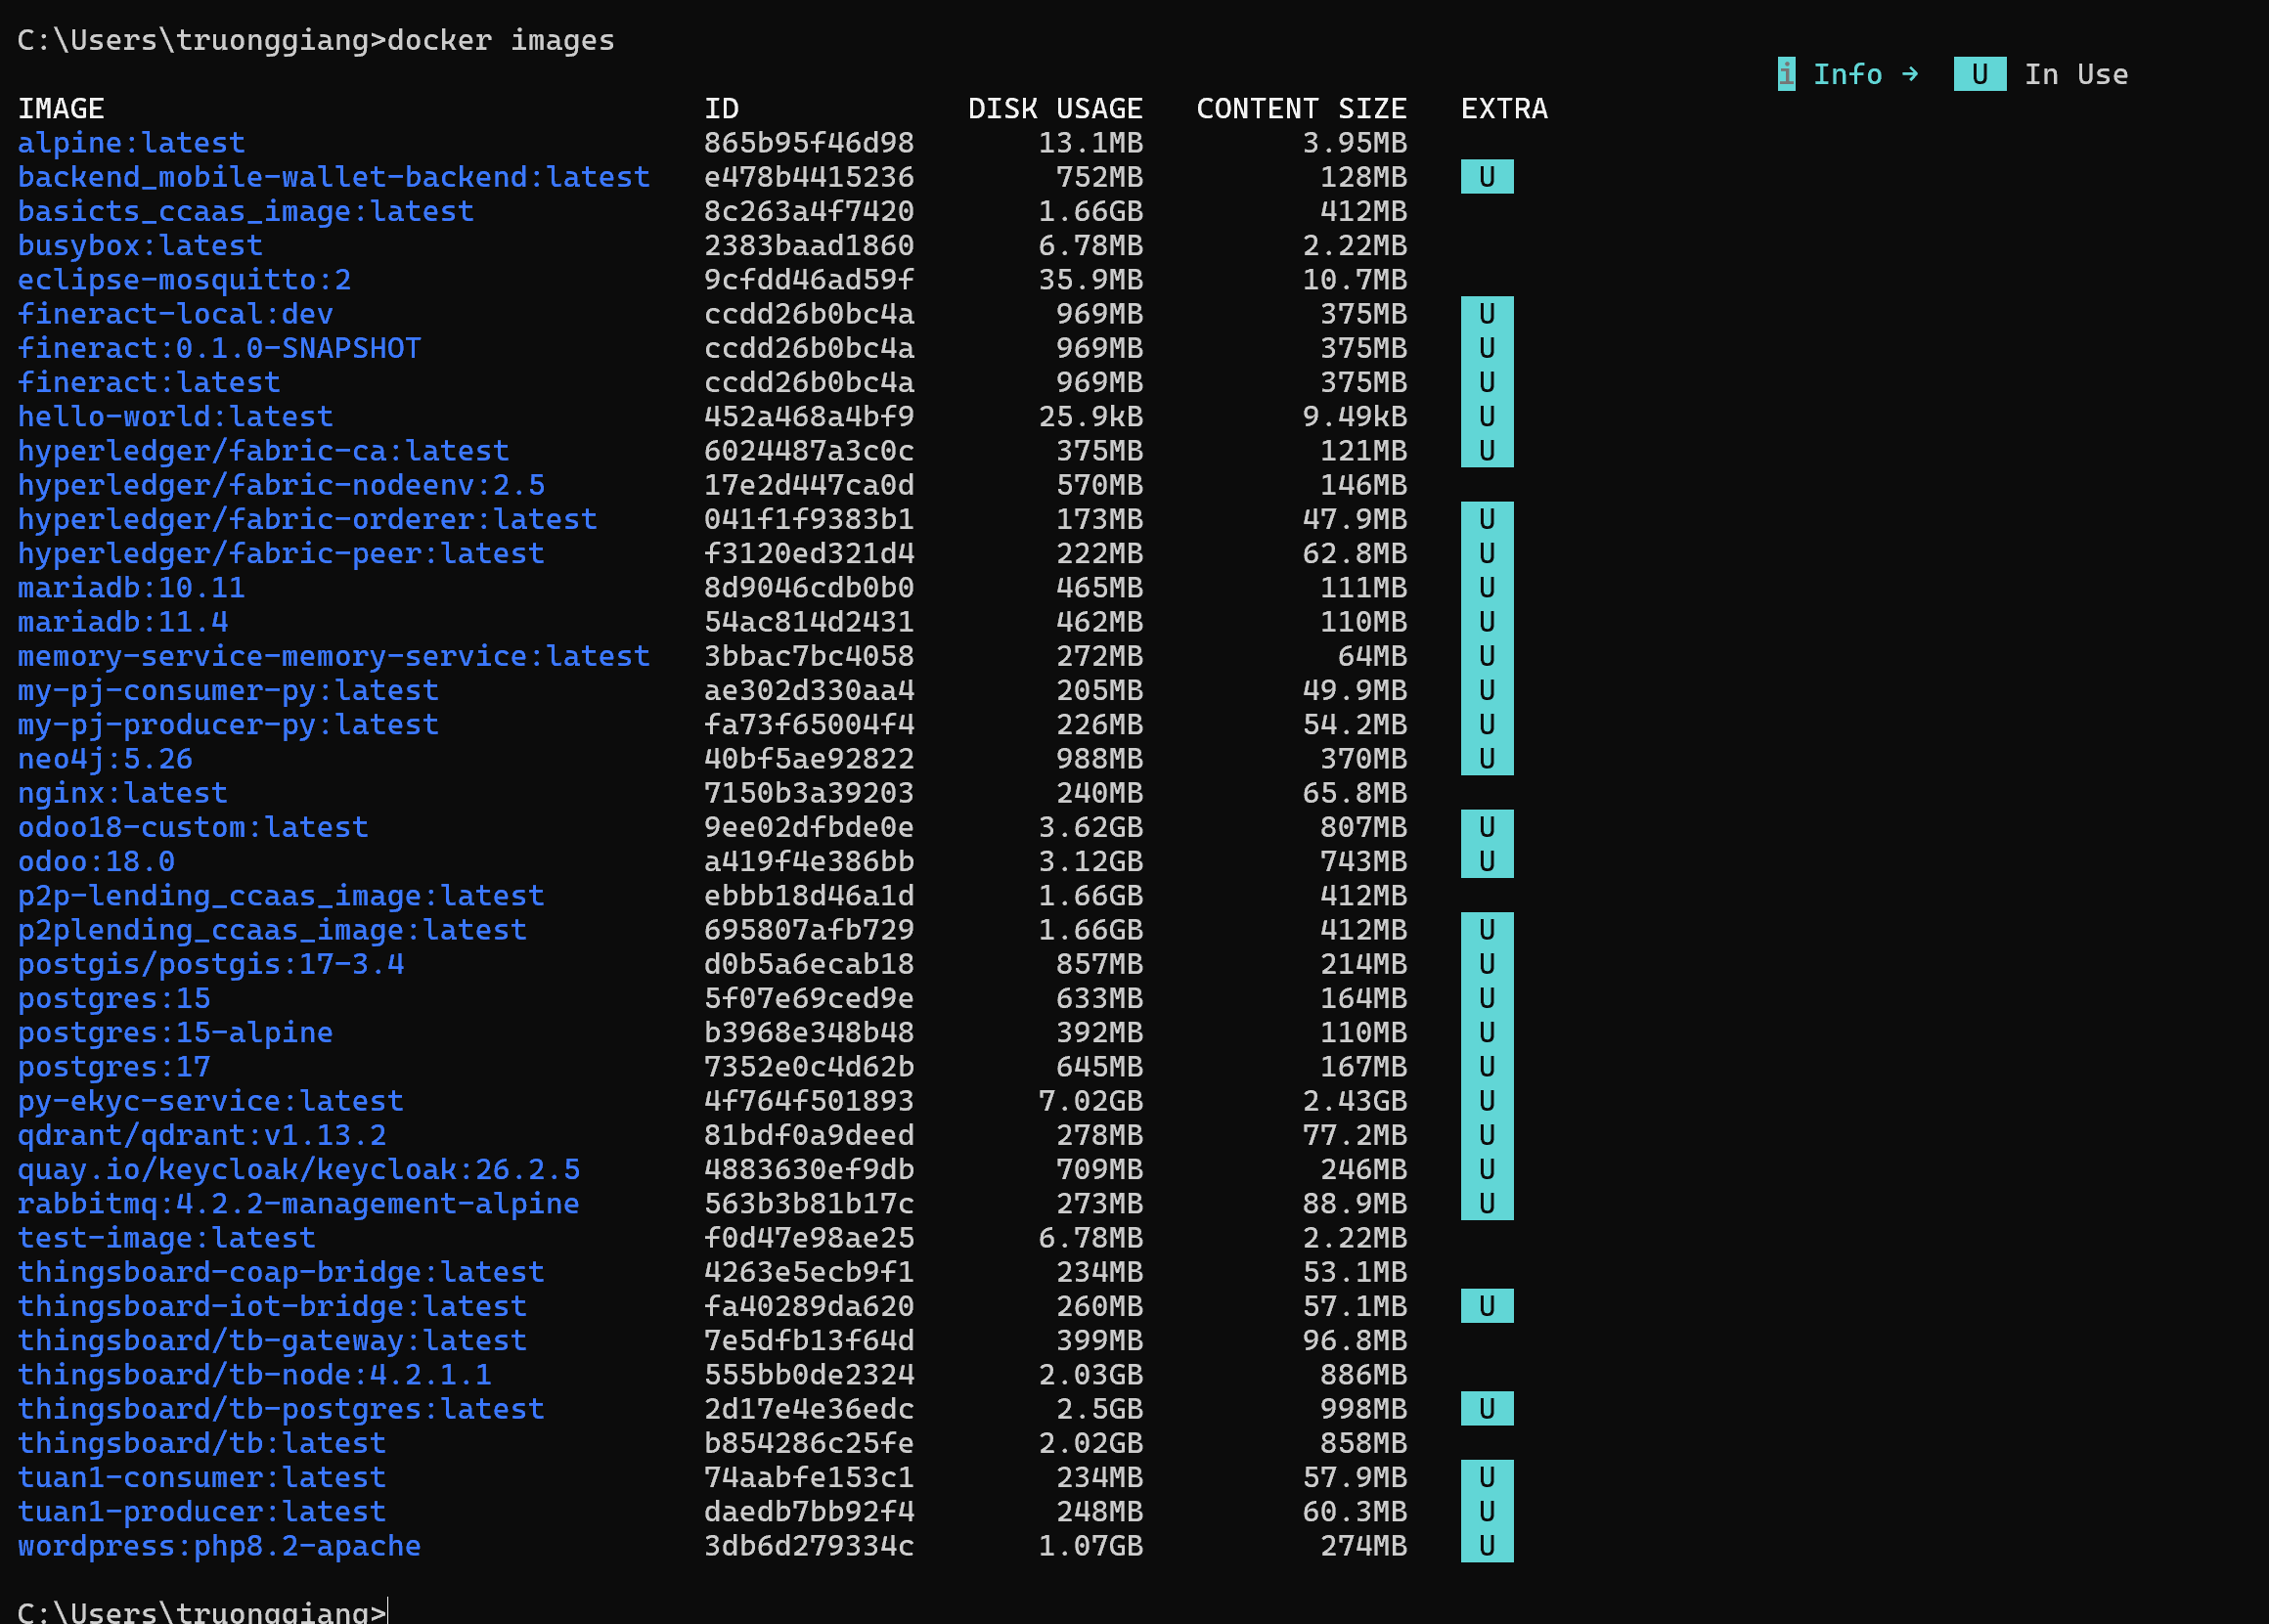 C:\Users\truonggiang>docker images
i Info → U In Use
IMAGE ID DISK USAGE CONTENT SIZE EXTRA
alpine:latest 865b95f46d98 13.1MB 3.95MB
backend_mobile-wallet-backend:latest e478b4415236 752MB 128MB U
basicts_ccaas_image:latest 8c263a4f7420 1.66GB 412MB
busybox:latest 2383baad1860 6.78MB 2.22MB
eclipse-mosquitto:2 9cfdd46ad59f 35.9MB 10.7MB
fineract-local:dev ccdd26b0bc4a 969MB 375MB U
fineract:0.1.0-SNAPSHOT ccdd26b0bc4a 969MB 375MB U
fineract:latest ccdd26b0bc4a 969MB 375MB U
hello-world:latest 452a468a4bf9 25.9kB 9.49kB U
hyperledger/fabric-ca:latest 6024487a3c0c 375MB 121MB U
hyperledger/fabric-nodeenv:2.5 17e2d447ca0d 570MB 146MB
hyperledger/fabric-orderer:latest 041f1f9383b1 173MB 47.9MB U
hyperledger/fabric-peer:latest f3120ed321d4 222MB 62.8MB U
mariadb:10.11 8d9046cdb0b0 465MB 111MB U
mariadb:11.4 54ac814d2431 462MB 110MB U
memory-service-memory-service:latest 3bbac7bc4058 272MB 64MB U
my-pj-consumer-py:latest ae302d330aa4 205MB 49.9MB U
my-pj-producer-py:latest fa73f65004f4 226MB 54.2MB U
neo4j:5.26 40bf5ae92822 988MB 370MB U
nginx:latest 7150b3a39203 240MB 65.8MB
odoo18-custom:latest 9ee02dfbde0e 3.62GB 807MB U
odoo:18.0 a419f4e386bb 3.12GB 743MB U
p2p-lending_ccaas_image:latest ebbb18d46a1d 1.66GB 412MB
p2plending_ccaas_image:latest 695807afb729 1.66GB 412MB U
postgis/postgis:17-3.4 d0b5a6ecab18 857MB 214MB U
postgres:15 5f07e69ced9e 633MB 164MB U
postgres:15-alpine b3968e348b48 392MB 110MB U
postgres:17 7352e0c4d62b 645MB 167MB U
py-ekyc-service:latest 4f764f501893 7.02GB 2.43GB U
qdrant/qdrant:v1.13.2 81bdf0a9deed 278MB 77.2MB U
quay.io/keycloak/keycloak:26.2.5 4883630ef9db 709MB 246MB U
rabbitmq:4.2.2-management-alpine 563b3b81b17c 273MB 88.9MB U
test-image:latest f0d47e98ae25 6.78MB 2.22MB
thingsboard-coap-bridge:latest 4263e5ecb9f1 234MB 53.1MB
thingsboard-iot-bridge:latest fa40289da620 260MB 57.1MB U
thingsboard/tb-gateway:latest 7e5dfb13f64d 399MB 96.8MB
thingsboard/tb-node:4.2.1.1 555bb0de2324 2.03GB 886MB
thingsboard/tb-postgres:latest 2d17e4e36edc 2.5GB 998MB U
thingsboard/tb:latest b854286c25fe 2.02GB 858MB
tuan1-consumer:latest 74aabfe153c1 234MB 57.9MB U
tuan1-producer:latest daedb7bb92f4 248MB 60.3MB U
wordpress:php8.2-apache 3db6d279334c 1.07GB 274MB U
C:\Users\truonggiang>